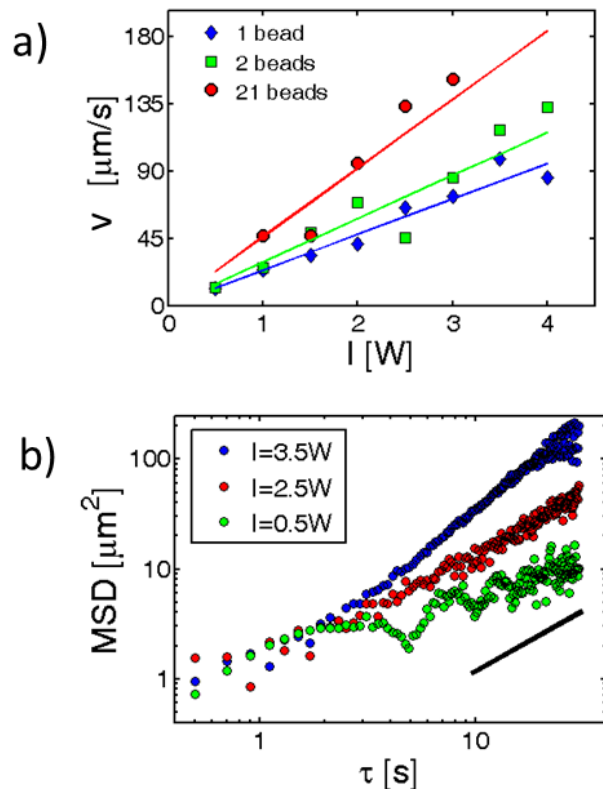 a)
180
135
90
45
0
v [μm/s]
1 bead
2 beads
21 beads
0 1 2 3 4
I [W]
b)
100
10
1
MSD [μm²]
I=3.5W
I=2.5W
I=0.5W
1 10
τ [s]